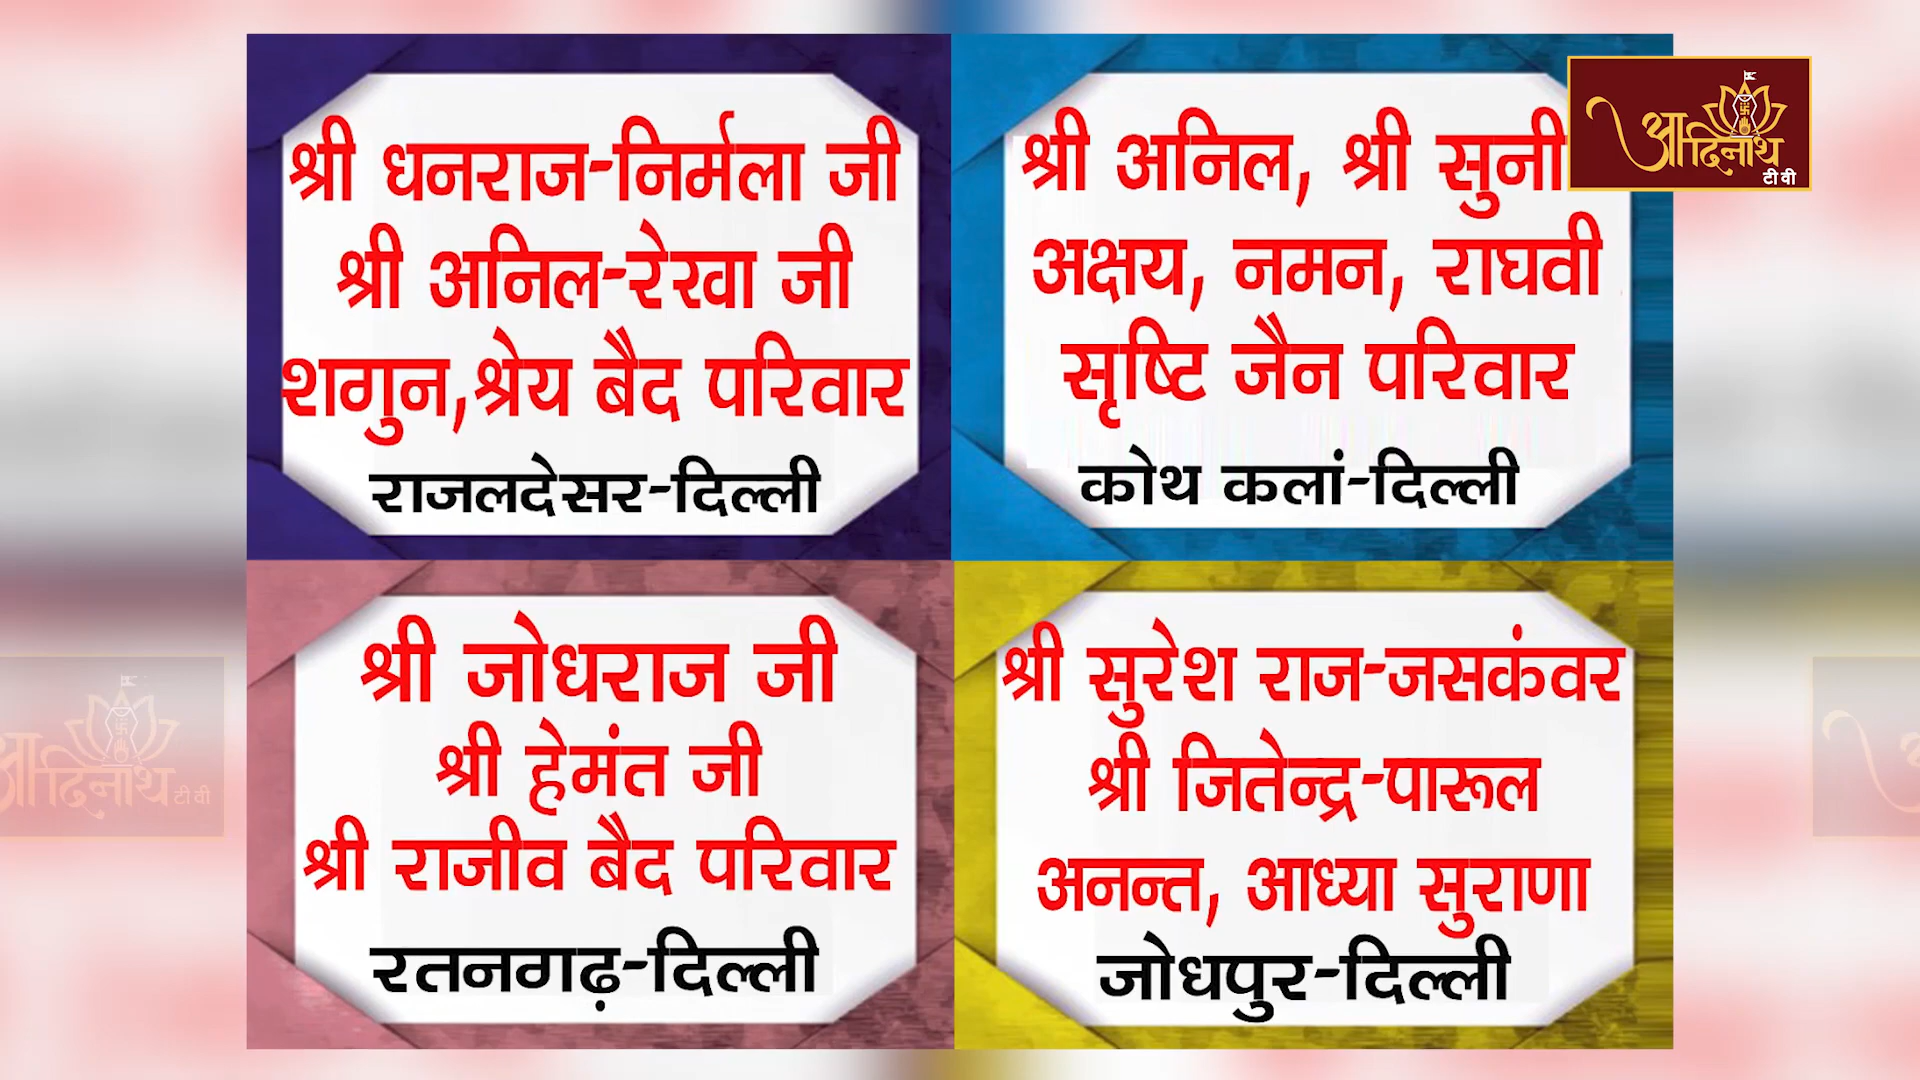 श्री धनराज-निर्मला जी
श्री अनिल-रेखा जी
शगुन,श्रेय बैद परिवार
राजलदेसर-दिल्ली
श्री अनिल, श्री
अक्षय, नमन, राघवी
सृष्टि जैन परिवार
कोथ कलां-दिल्ली
आदिनाथ
टीवी
श्री जोधराज जी
श्री हेमंत जी
श्री राजीव बैद परिवार
रतनगढ़-दिल्ली
श्री सुरेश राज-जसकंवर
श्री जितेन्द्र-पारूल
अनन्त, आध्या सुराणा
जोधपुर-दिल्ली
आदिनाथ
टीवी